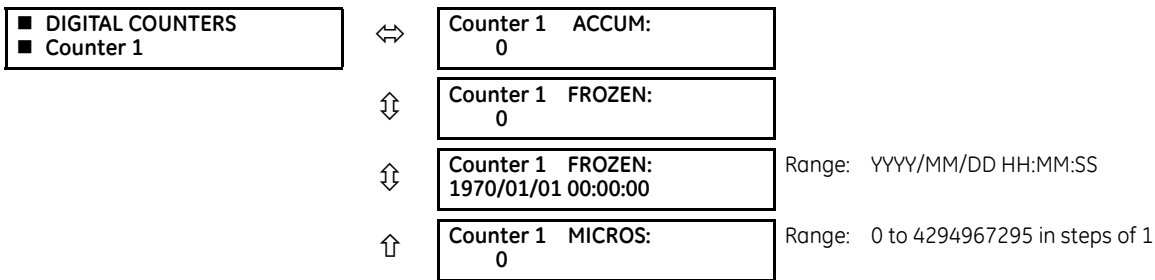 ■ DIGITAL COUNTERS
■ Counter 1
Counter 1 ACCUM:
0
Counter 1 FROZEN:
0
Counter 1 FROZEN:
1970/01/01 00:00:00
Range: YYYY/MM/DD HH:MM:SS
Counter 1 MICROS:
0
Range: 0 to 4294967295 in steps of 1